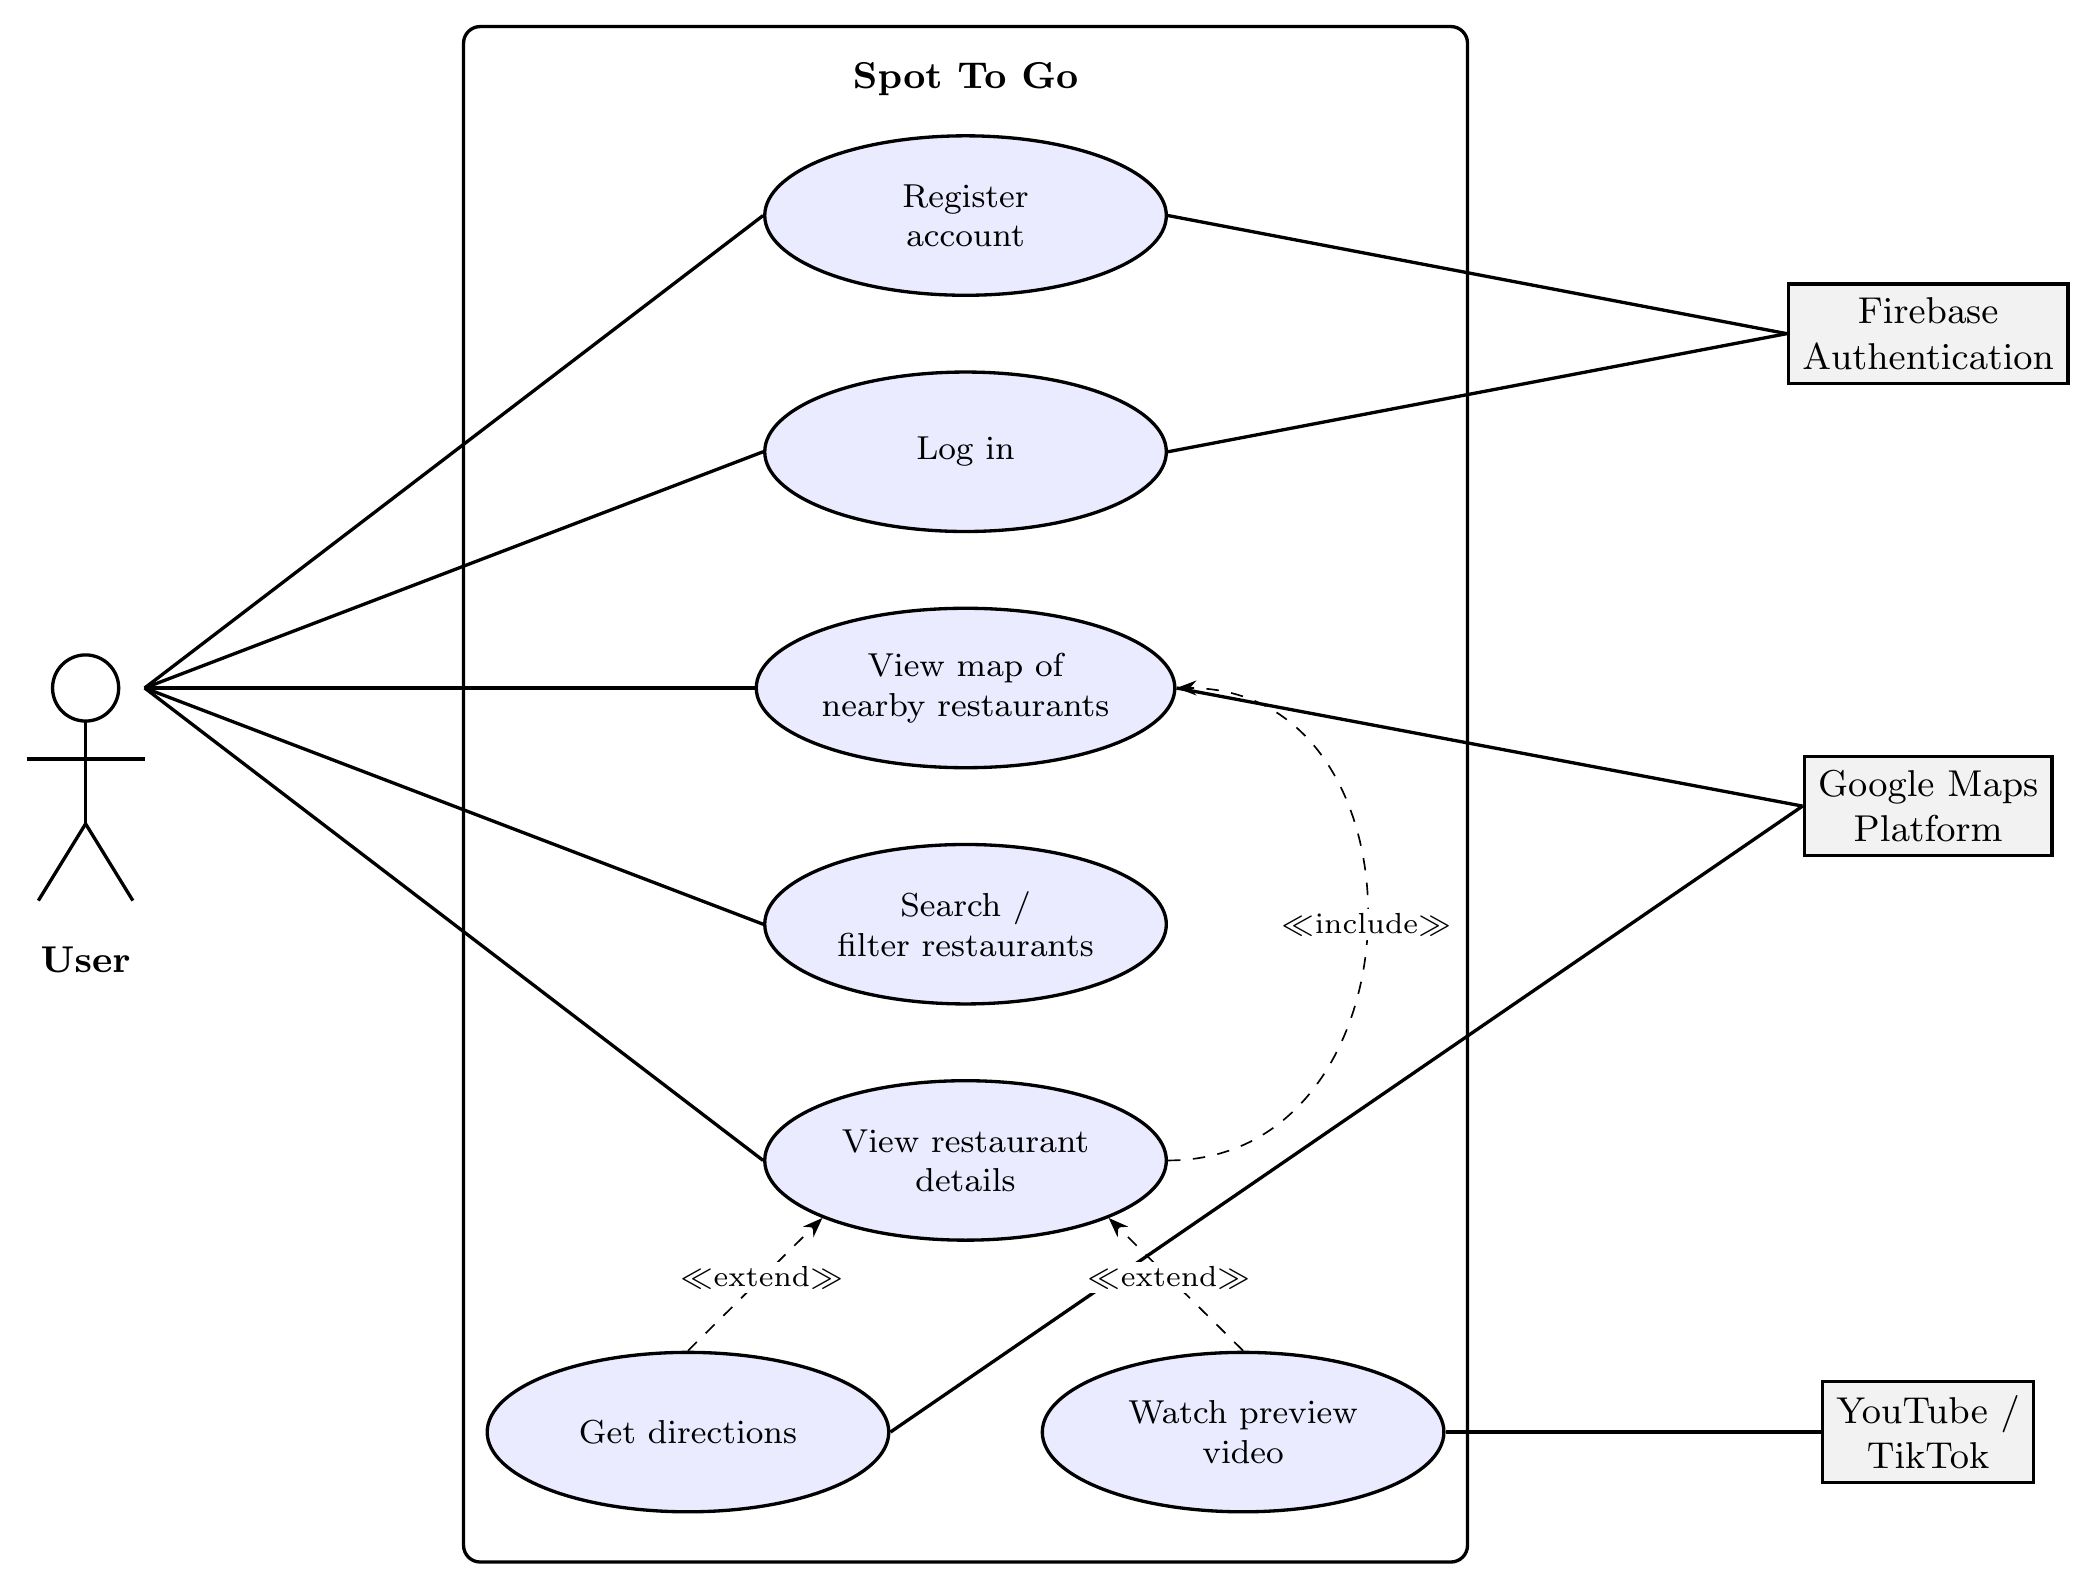 Spot To Go
Register
account
Firebase
Authentication
Log in
View map of
nearby restaurants
Google Maps
Platform
Search /
filter restaurants
≪include≫
User
View restaurant
details
≪extend≫
≪extend≫
Get directions
Watch preview
video
YouTube /
TikTok